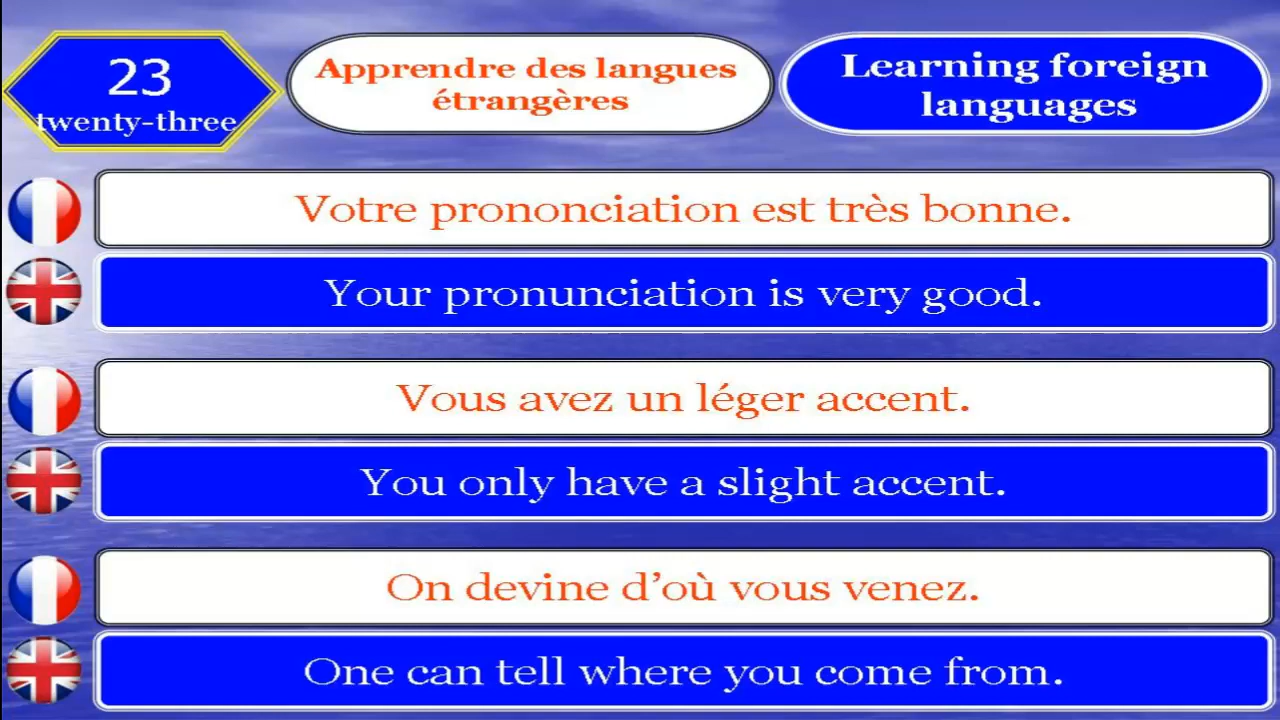 23
twenty-three
Apprendre des langues
étrangères
Learning foreign
languages
Votre prononciation est très bonne.
Your pronunciation is very good.
Vous avez un léger accent.
You only have a slight accent.
On devine d’où vous venez.
One can tell where you come from.